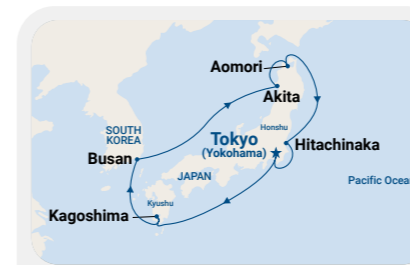 Aomori
Akita
SOUTH
KOREA
Tokyo
(Yokohama)
Honshu
Hitachinaka
Busan
JAPAN
Pacific Ocea
Kyushu
Kagoshima